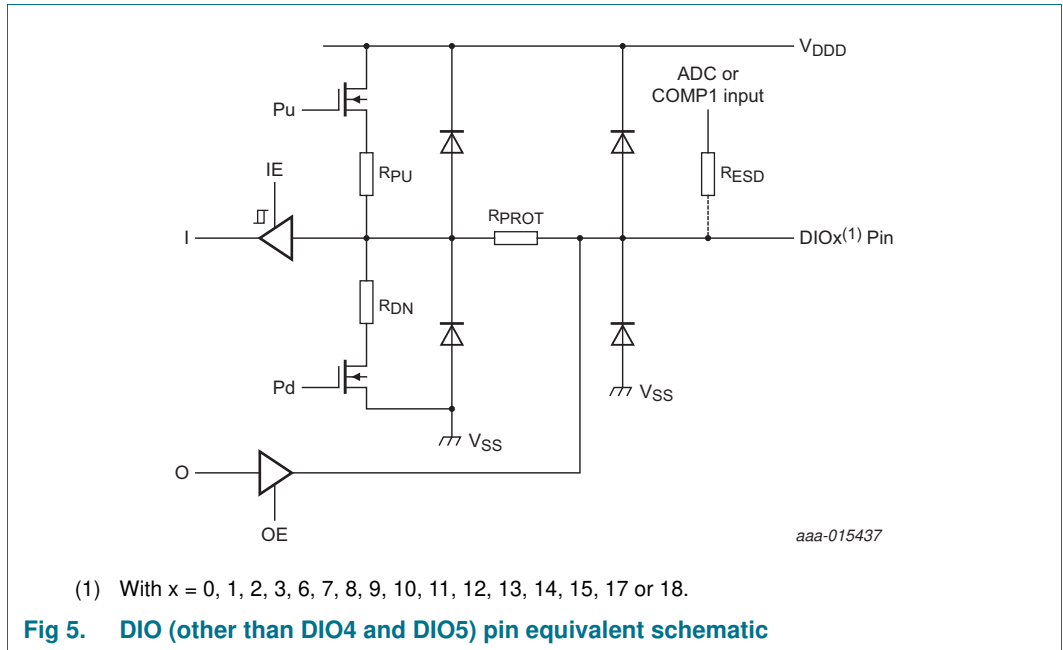 VDDD
ADC or
COMP1 input
Pu
RPU
RESD
IE
RPROT
I
DIOx(1) Pin
RDN
Pd
VSS
VSS
O
OE
aaa-015437
(1) With x = 0, 1, 2, 3, 6, 7, 8, 9, 10, 11, 12, 13, 14, 15, 17 or 18.
Fig 5. DIO (other than DIO4 and DIO5) pin equivalent schematic